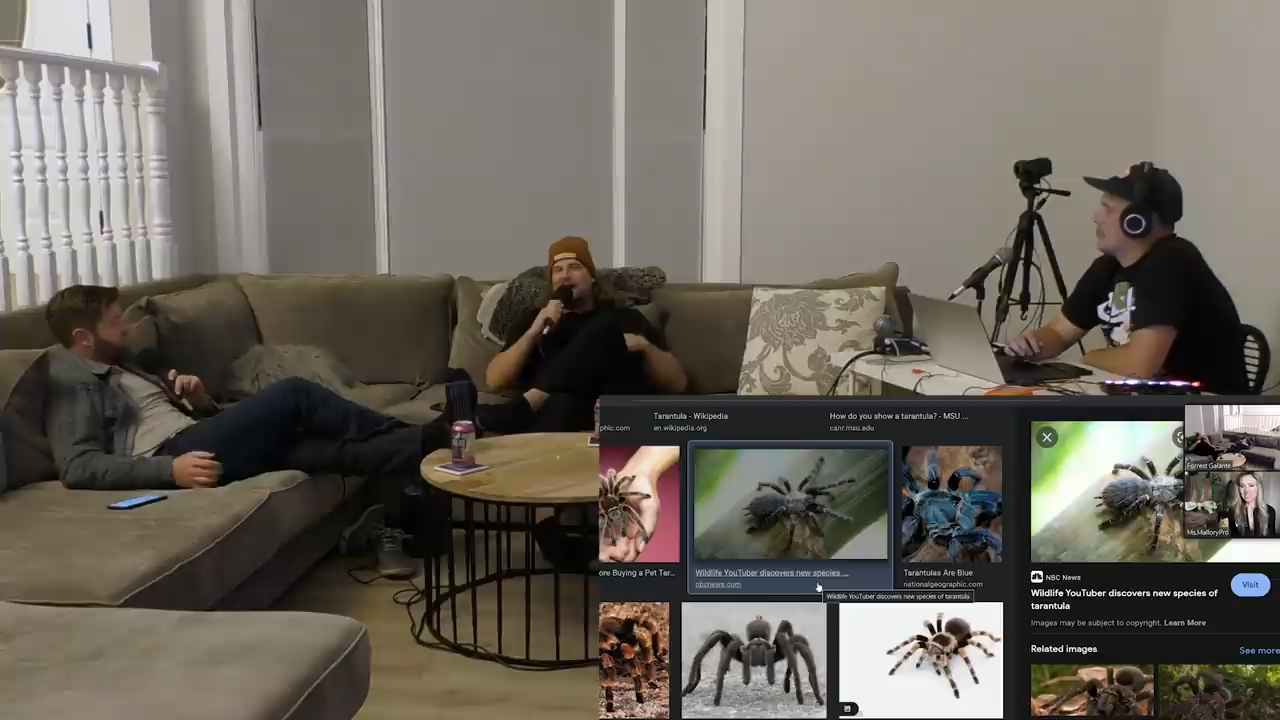 Tarantula - Wikipedia
en.wikipedia.org
How do you show a tarantula? - MSU ...
canr.msu.edu
phic.com
Forrest Galante
Ms.MalloryPro
ore Buying a Pet Tar...
Wildlife YouTuber discovers new species ...
nbcnews.com
Wildlife YouTuber discovers new species of tarantula
Tarantulas Are Blue
nationalgeographic.com
NBC News
Wildlife YouTuber discovers new species of
tarantula
Visit
Images may be subject to copyright. Learn More
Related images
See more